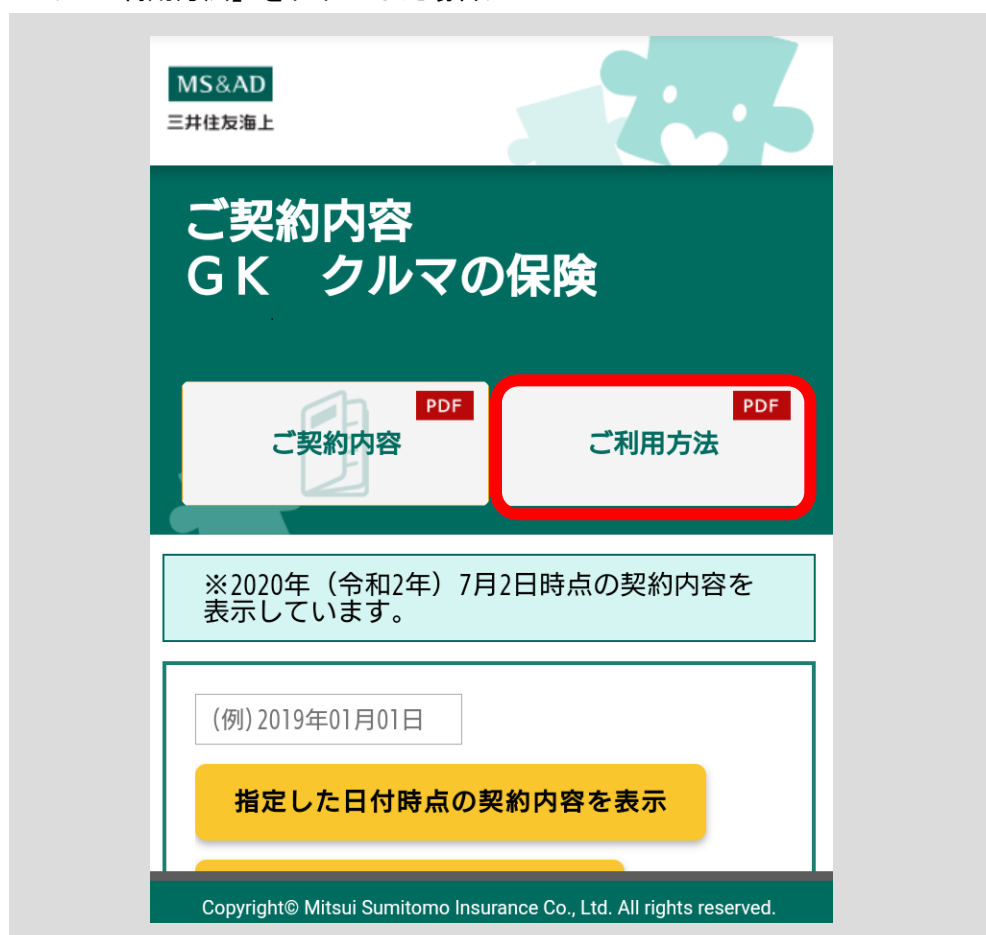 MS&AD
三井住友海上
ご契約内容
ＧＫ　クルマの保険
PDF
ご契約内容
PDF
ご利用方法
※2020年（令和2年）7月2日時点の契約内容を
表示しています。
(例) 2019年01月01日
指定した日付時点の契約内容を表示
Copyright© Mitsui Sumitomo Insurance Co., Ltd. All rights reserved.